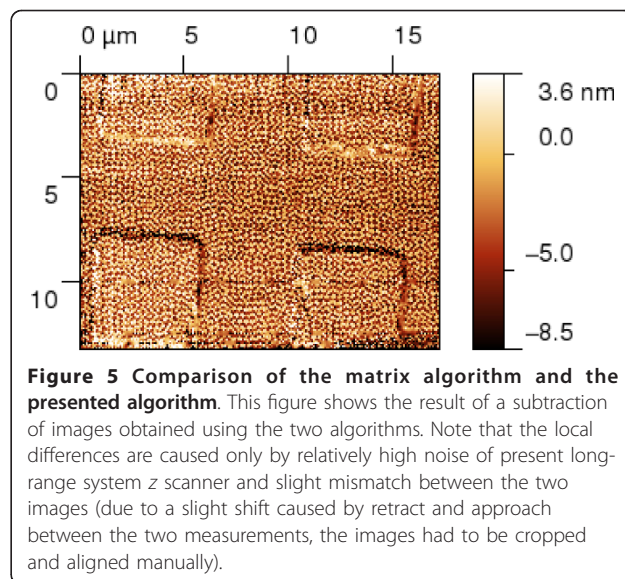 0 µm 5 10 15
0
5
10
3.6 nm
0.0
−5.0
−8.5
Figure 5 Comparison of the matrix algorithm and the
presented algorithm. This figure shows the result of a subtraction
of images obtained using the two algorithms. Note that the local
differences are caused only by relatively high noise of present long-
range system z scanner and slight mismatch between the two
images (due to a slight shift caused by retract and approach
between the two measurements, the images had to be cropped
and aligned manually).